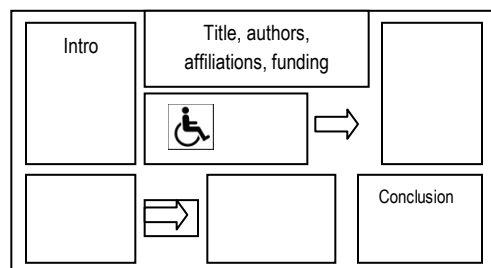 Intro
Title, authors,
affiliations, funding
Conclusion